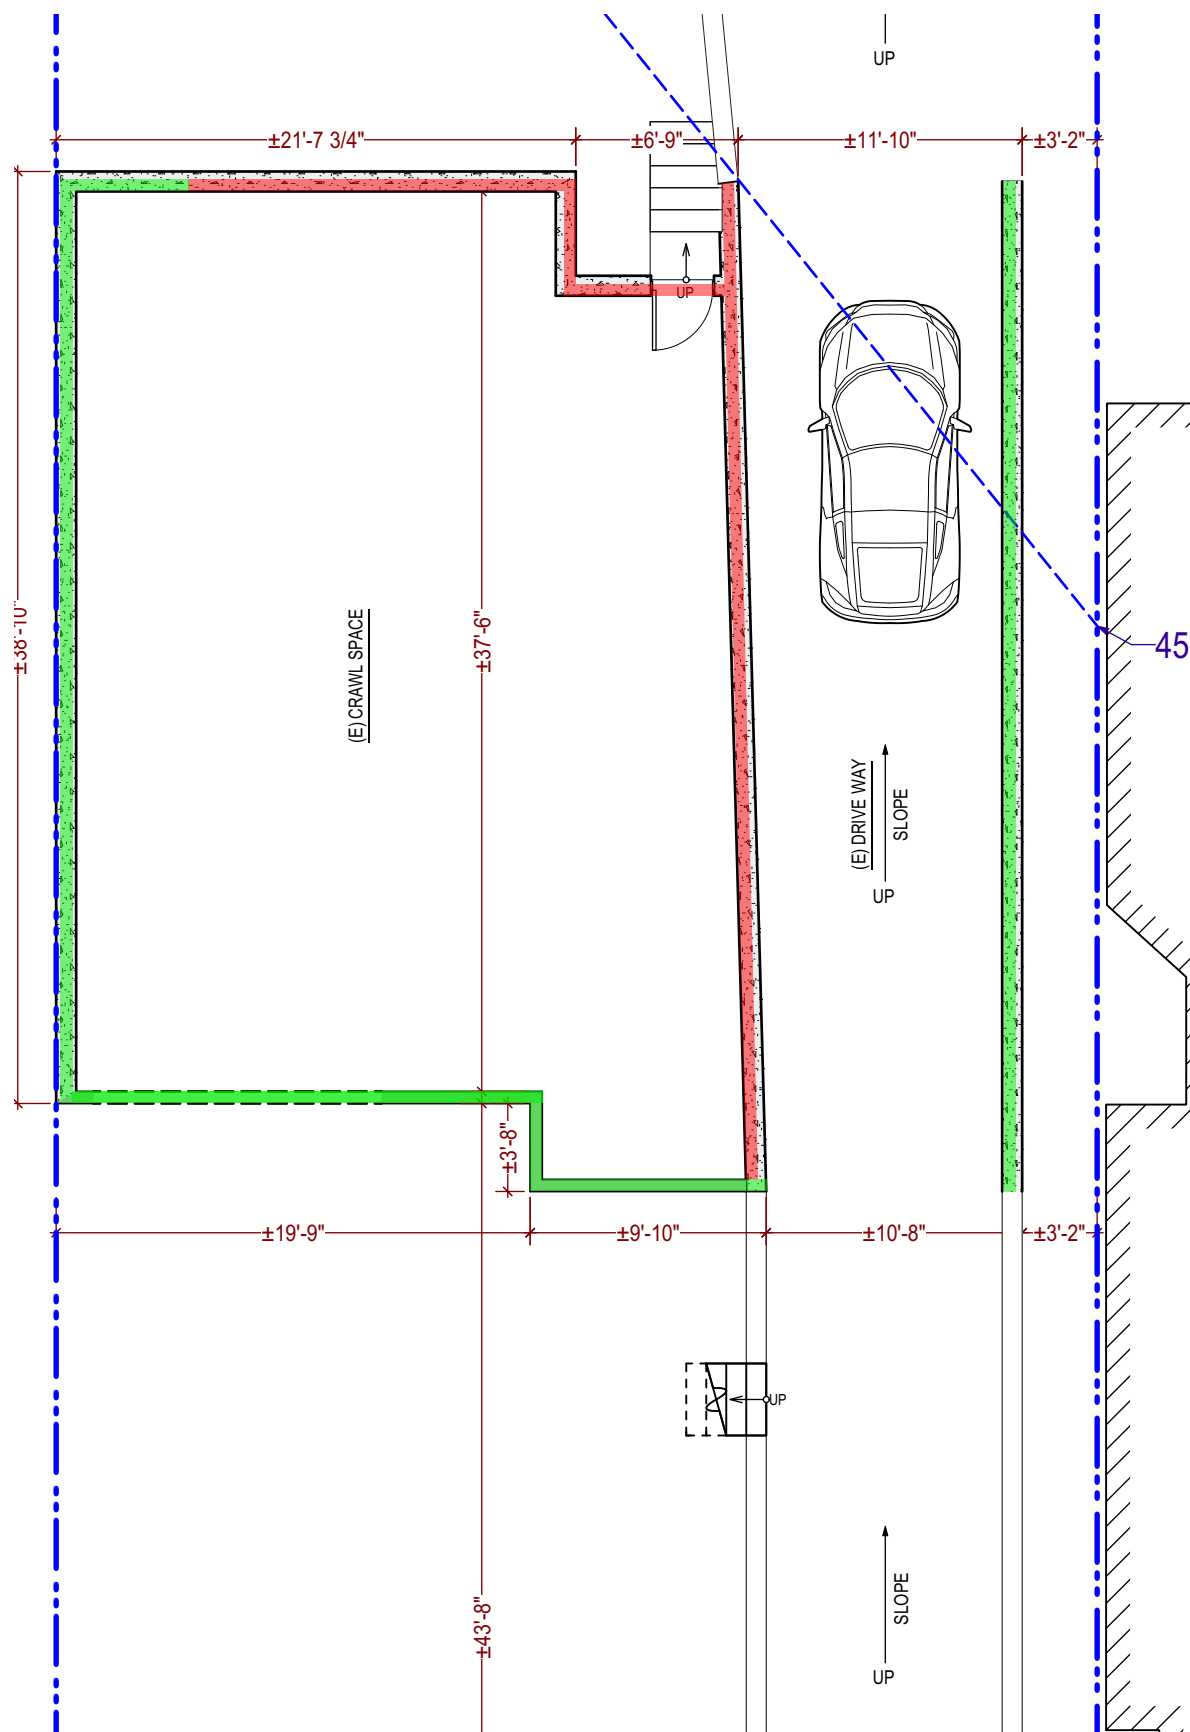 UP
±21'-7 3/4"
±6'-9"
±11'-10"
±3'-2"
UP
±38'-10"
±37'-6"
(E) CRAWL SPACE
45
(E) DRIVE WAY
SLOPE
UP
±3'-8"
±19'-9"
±9'-10"
±10'-8"
±3'-2"
UP
±43'-8"
SLOPE
UP